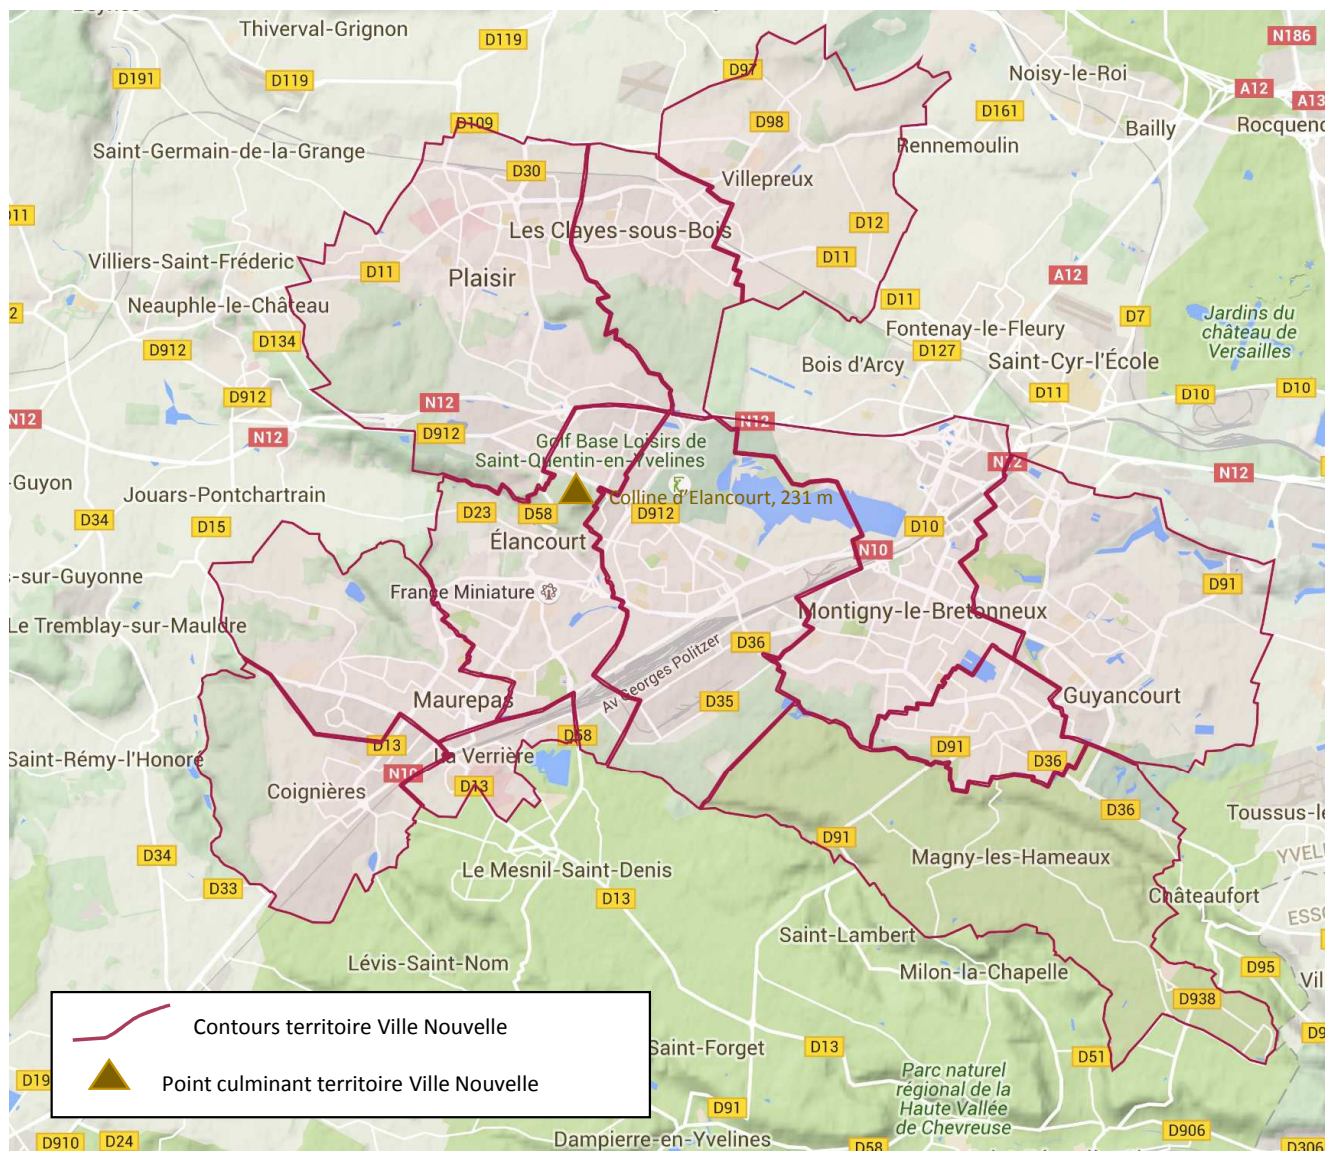 Thiverval-Grignon
D119
N186
D191
D119
D97
Noisy-le-Roi
A12
A13
D109
D98
D161
Bailly
Rocquenc
Saint-Germain-de-la-Grange
Rennemoulin
D30
Villepreux
D11
Les Clayes-sous-Bois
D12
Villiers-Saint-Fréderic
D11
Plaisir
D11
A12
Neauphle-le-Château
D11
D7
Jardins du
château de
Versailles
D912
D134
Fontenay-le-Fleury
D127
Bois d'Arcy
Saint-Cyr-l'École
D912
N12
D11
D10
D10
N12
N12
D912
N12
Golf Base Loisirs de
Saint-Quentin-en-Yvelines
N12
N12
-Guyon
Jouars-Pontchartrain
Colline d'Elancourt, 231 m
D34
D15
D23
D58
D912
D10
Élancourt
N10
s-sur-Guyonne
France Miniature
D91
Le Tremblay-sur-Mauldre
Montigny-le-Bretonneux
D36
Av Georges Politzer
Maurepas
D35
Guyancourt
Saint-Rémy-l'Honoré
D13
La Verrière
D58
D91
D36
N10
D13
Coignières
D36
Toussus-le
D34
D91
Magny-les-Hameaux
YVELI
D33
Le Mesnil-Saint-Denis
D13
Châteaufort
ESSO
Saint-Lambert
Lévis-Saint-Nom
Milon-la-Chapelle
D95
Vil
D938
Contours territoire Ville Nouvelle
Point culminant territoire Ville Nouvelle
Saint-Forget
D13
D51
D19
Parc naturel
régional de la
Haute Vallée
de Chevreuse
D91
D910
D24
Dampierre-en-Yvelines
D58
D906
D306